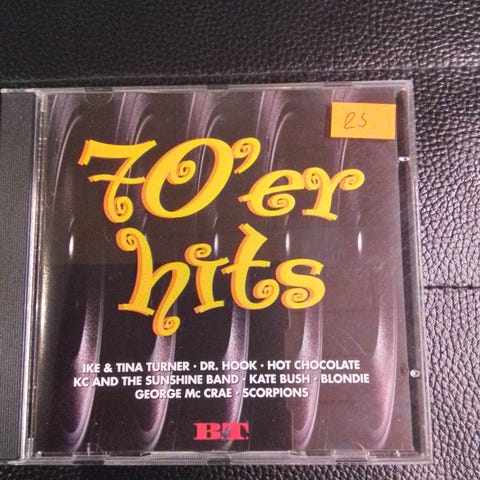 25
70'er
hits
IKE & TINA TURNER · DR. HOOK · HOT CHOCOLATE
KC AND THE SUNSHINE BAND · KATE BUSH · BLONDIE
GEORGE Mc CRAE · SCORPIONS
B.T